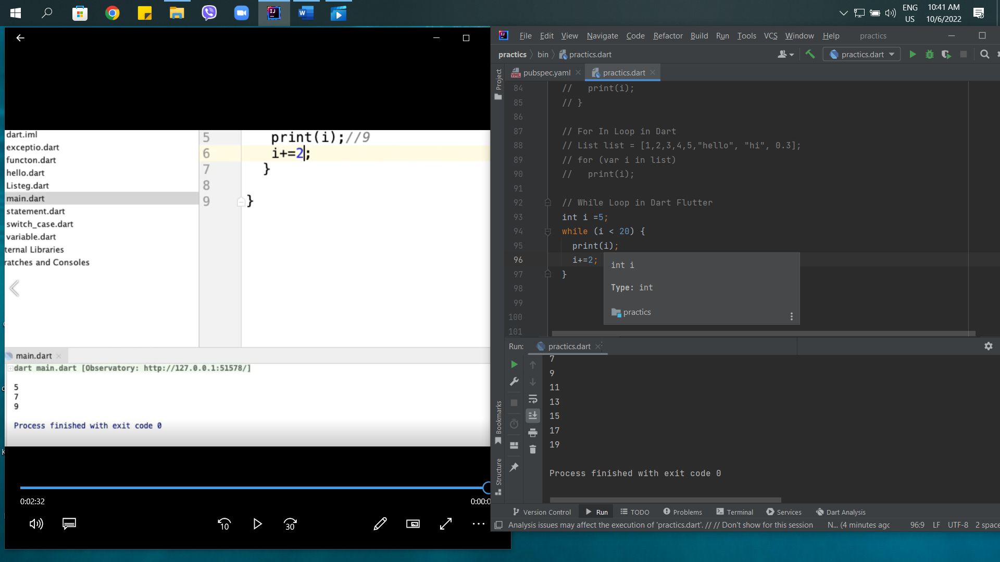 ENG
US
10:41 AM
10/6/2022
dart.iml
exceptio.dart
functon.dart
hello.dart
Listeg.dart
main.dart
statement.dart
switch_case.dart
variable.dart
ternal Libraries
ratches and Consoles
5 print(i);//9
6 i+=2;
7 }
8
9 }
main.dart
dart main.dart [Observatory: http://127.0.0.1:51578/]
5
7
9
Process finished with exit code 0
0:02:32
0:00:0
10
30
File Edit View Navigate Code Refactor Build Run Tools VCS Window Help practics
practics bin practics.dart
practics.dart
pubspec.yaml practics.dart
Project
84 // print(i);
85 // }
86
87 // For In Loop in Dart
88 // List list = [1,2,3,4,5,"hello", "hi", 0.3];
89 // for (var i in list)
90 // print(i);
91
92 // While Loop in Dart Flutter
93 int i =5;
94 while (i < 20) {
95 print(i);
96 i+=2;
97 }
98
99
100
101
int i
Type: int
practics
Run: practics.dart
7
9
11
13
15
17
19
Process finished with exit code 0
Bookmarks
Structure
Version Control Run TODO Problems Terminal Services Dart Analysis
Analysis issues may affect the execution of 'practics.dart'. // // Don't show for this session N... (4 minutes agc 96:9 LF UTF-8 2 space